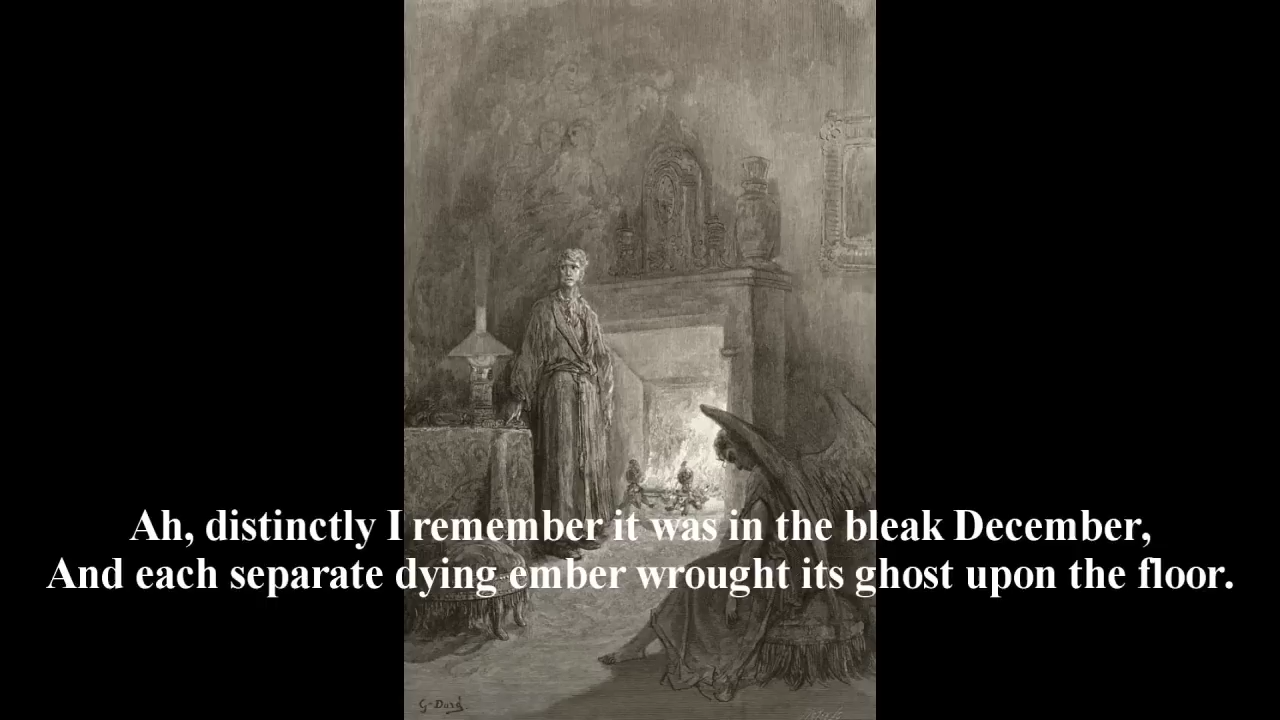 Ah, distinctly I remember it was in the bleak December,
And each separate dying ember wrought its ghost upon the floor.
G. Doré